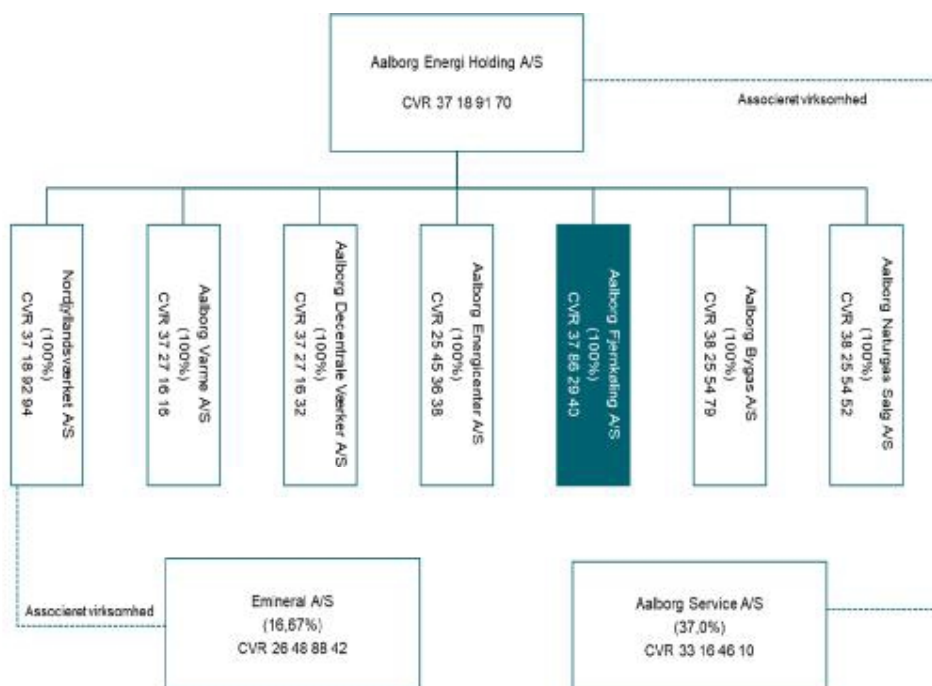 Aalborg Energi Holding A/S
CVR 37 18 91 70
Associeret virksomhed
Nordjyllandsværket A/S
(100%)
CVR 37 18 92 94
Aalborg Varme A/S
(100%)
CVR 37 27 16 16
Aalborg Decentrale Værker A/S
(100%)
CVR 37 27 16 32
Aalborg Energicenter A/S
(100%)
CVR 25 45 36 38
Aalborg Fjernkøling A/S
(100%)
CVR 37 86 29 40
Aalborg Bygas A/S
(100%)
CVR 38 25 54 79
Aalborg Naturgas Salg A/S
(100%)
CVR 38 25 54 52
Associeret virksomhed
Emineral A/S
(16,67%)
CVR 26 48 88 42
Aalborg Service A/S
(37,0%)
CVR 33 16 46 10